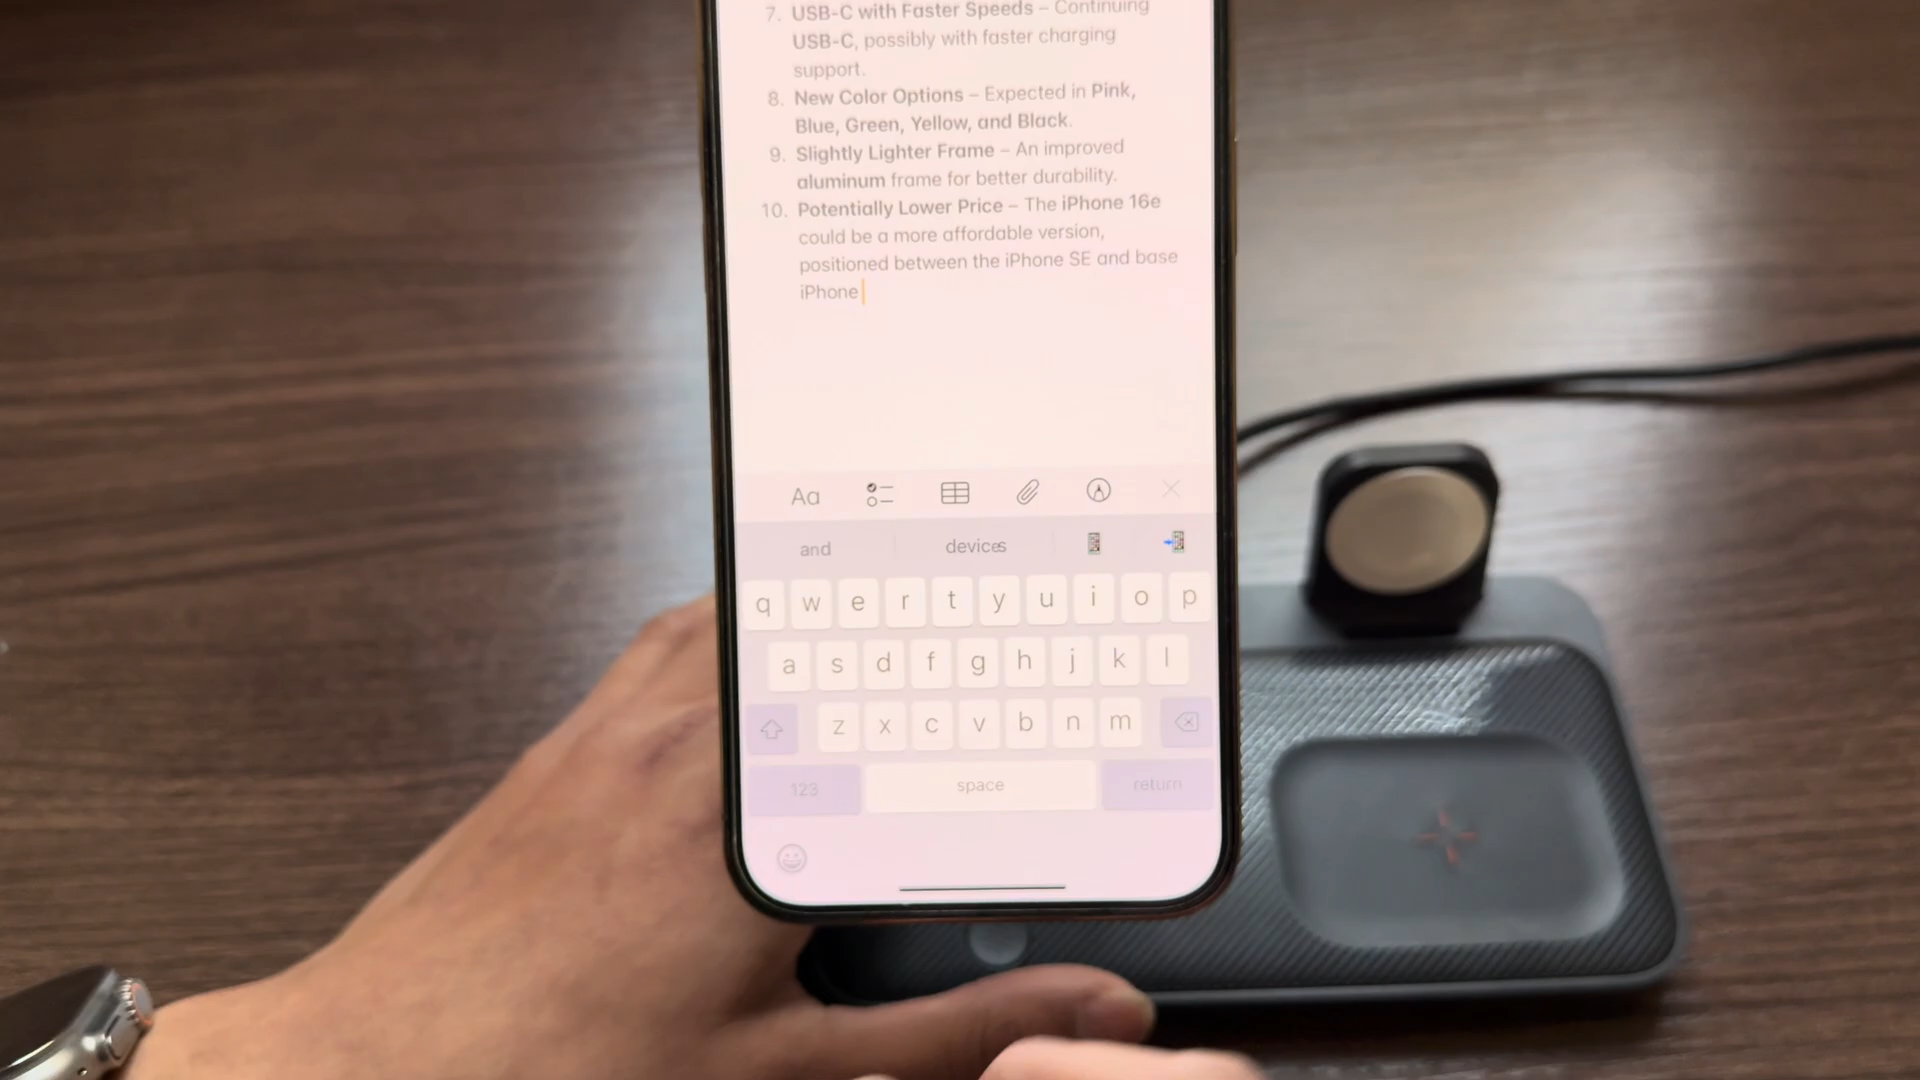 7. USB-C with Faster Speeds – Continuing
USB-C, possibly with faster charging
support.
8. New Color Options – Expected in Pink,
Blue, Green, Yellow, and Black.
9. Slightly Lighter Frame – An improved
aluminum frame for better durability.
10. Potentially Lower Price – The iPhone 16e
could be a more affordable version,
positioned between the iPhone SE and base
iPhone
Aa
and devices
q w e r t y u i o p
a s d f g h j k l
z x c v b n m
123 space return